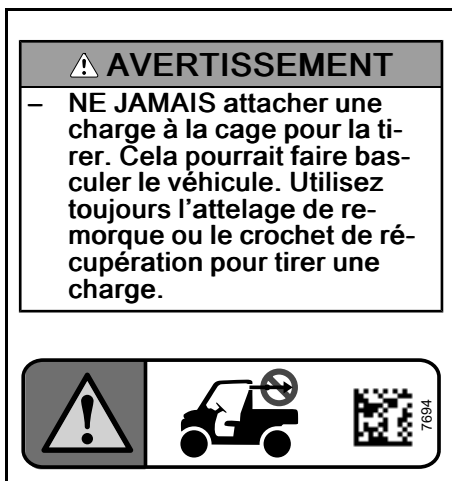 ⚠ AVERTISSEMENT
– NE JAMAIS attacher une
charge à la cage pour la ti-
rer. Cela pourrait faire bas-
culer le véhicule. Utilisez
toujours l'attelage de re-
morque ou le crochet de ré-
cupération pour tirer une
charge.
7694